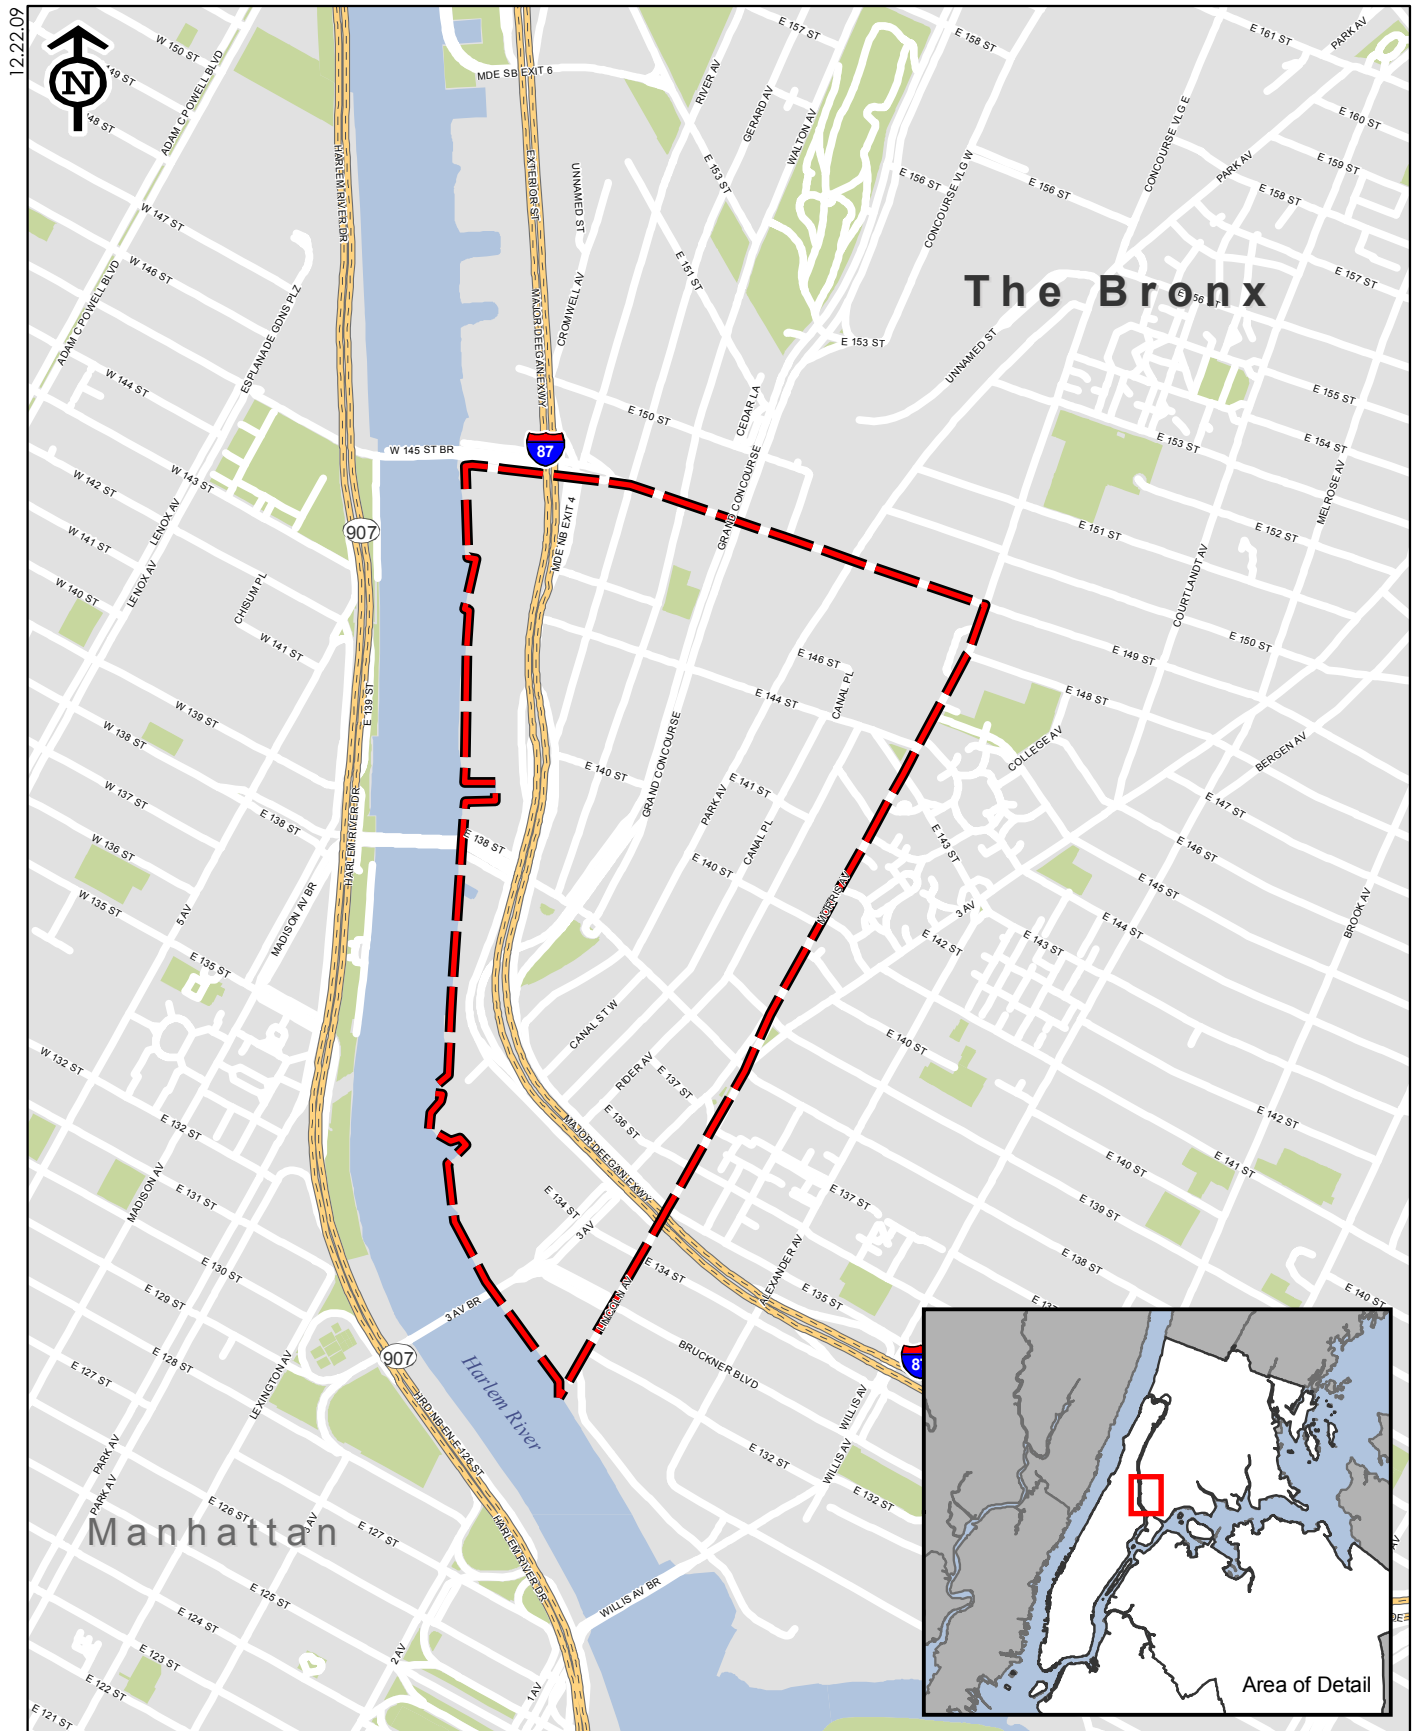 12.22.09
N
W 150 ST
49 ST
48 ST
ADAM C POWELL BLVD
HARLEM RIVER DR
MDE SB EXIT 6
EXTERIOR ST
UNNAMED ST
E 157 ST
RIVER AV
GERARD AV
WALTON AV
E 158 ST
E 161 ST
PARK AV
CONCOURSE VLG E
E 160 ST
E 159 ST
PARK AV
E 158 ST
E 153 ST
E 156 ST
CONCOURSE VLG W
E 156 ST
W 147 ST
W 146 ST
ADAM C POWELL BLVD
ESPLANADE GDNS PLZ
MAJOR DEEGAN EXWY
CROMWELL AV
E 151 ST
E 157 ST
The Bronx
E 156 ST
E 153 ST
UNNAMED ST
W 144 ST
E 150 ST
CEDAR LA
E 155 ST
E 154 ST
E 153 ST
MELROSE AV
W 145 ST BR
87
GRAND CONCOURSE
W 143 ST
W 142 ST
LENOX AV
W 141 ST
907
MDE NB EXIT 4
E 151 ST
E 152 ST
W 140 ST
LENOX AV
CHISUM PL
W 141 ST
COURTLANDT AV
E 150 ST
E 149 ST
E 146 ST
CANAL PL
E 144 ST
E 148 ST
E 139 ST
W 139 ST
W 138 ST
GRAND CONCOURSE
COLLEGE AV
BERGEN AV
E 140 ST
PARK AV
E 141 ST
CANAL PL
E 147 ST
W 137 ST
E 138 ST
HARLEM RIVER DR
W 136 ST
E 138 ST
E 140 ST
E 143 ST
E 146 ST
E 145 ST
W 135 ST
5 AV
MADISON AV BR
MORRIS AV
3 AV
E 144 ST
BROOK AV
E 142 ST
E 143 ST
E 135 ST
CANAL ST W
E 140 ST
W 132 ST
RIDER AV
E 137 ST
E 132 ST
E 136 ST
MAJOR DEEGAN EXWY
E 142 ST
E 141 ST
E 140 ST
MADISON AV
E 131 ST
E 134 ST
3 AV
E 137 ST
E 139 ST
E 130 ST
E 138 ST
E 134 ST
ALEXANDER AV
E 135 ST
E 140 ST
E 129 ST
3 AV BR
LINCOLN AV
E 128 ST
907
Harlem River
BRUCKNER BLVD
E 127 ST
LEXINGTON AV
HRD NB EN E 126 ST
WILLIS AV
WILLIS AV
PARK AV
PARK AV
E 132 ST
E 132 ST
E 126 ST
3 AV
E 127 ST
HARLEM RIVER DR
Manhattan
E 125 ST
WILLIS AV BR
E 124 ST
E 123 ST
2 AV
E 122 ST
1 AV
E 121 ST
Area of Detail